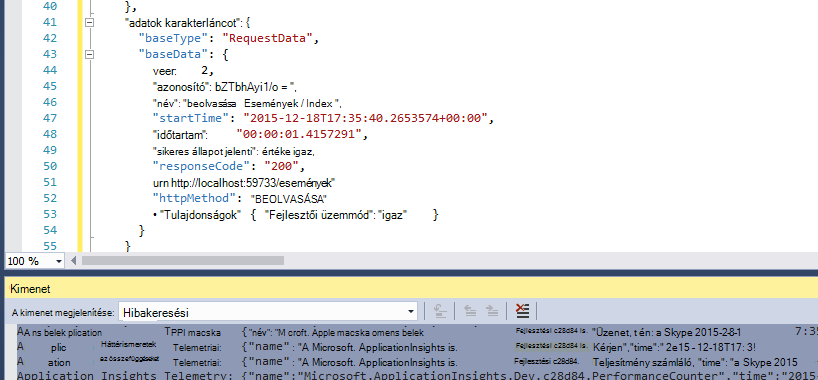 40 },
41 "adatok karakterláncot": {
42 "baseType": "RequestData",
43 "baseData": {
44 veer: 2,
45 "azonosító": bZTbhAyi1/o = ",
46 "név": "beolvasása Események / Index ",
47 "startTime": "2015-12-18T17:35:40.2653574+00:00",
48 "időtartam": "00:00:01.4157291",
49 "sikeres állapot jelenti": értéke igaz,
50 "responseCode": "200",
51 urn http://localhost:59733/események"
52 "httpMethod": "BEOLVASÁSA"
53 • "Tulajdonságok" { "Fejlesztői üzemmód": "igaz" }
54 }
55 }
100 %
Kimenet
A kimenet megjelenítése: Hibakeresési
A ns belek plication TPPI macska {"név": "M croft. Apple macska omens belek Fejlesztési c28d84 is. "Üzenet, t én: a Skype 2015-2-8-1 7:35
A plic Háttérismeretek Telemetriai: {"name" "A Microsoft. ApplicationInsights is. Fejlesztési c28d84 is. Kérjen","time":"2e15-12-18T17:3!
A ation az összefüggéseket Telemetriai: {"name" "A Microsoft. ApplicationInsights is. Fejlesztési c28d84. Teljesítmény számláló, "time": "a Skype 2015
Application Insights Telemetry: {"name":"Microsoft.ApplicationInsights.Dev.c28d84.PerformanceCounter","time":"2015